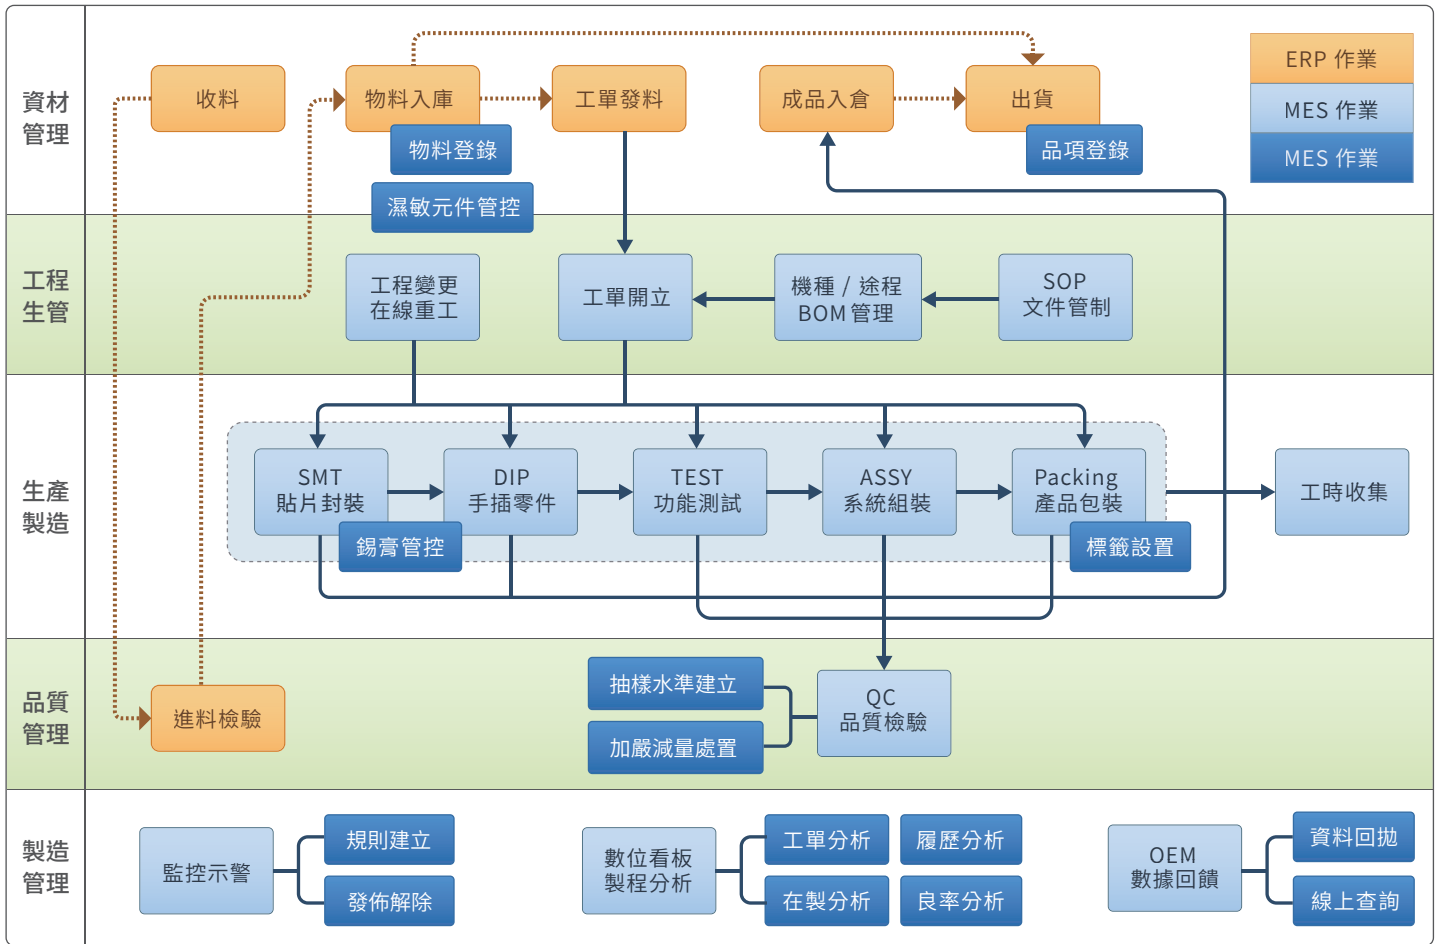 資材
管理
收料
物料入庫
工單發料
成品入倉
出貨
物料登錄
濕敏元件管控
品項登錄
ERP 作業
MES 作業
MES 作業
工程
生管
工程變更
在線重工
工單開立
機種 / 途程
BOM 管理
SOP
文件管制
生產
製造
SMT
貼片封裝
DIP
手插零件
TEST
功能測試
ASSY
系統組裝
Packing
產品包裝
工時收集
錫膏管控
標籤設置
品質
管理
進料檢驗
抽樣水準建立
加嚴減量處置
QC
品質檢驗
製造
管理
監控示警
規則建立
發佈解除
數位看板
製程分析
工單分析
履歷分析
在製分析
良率分析
OEM
數據回饋
資料回拋
線上查詢